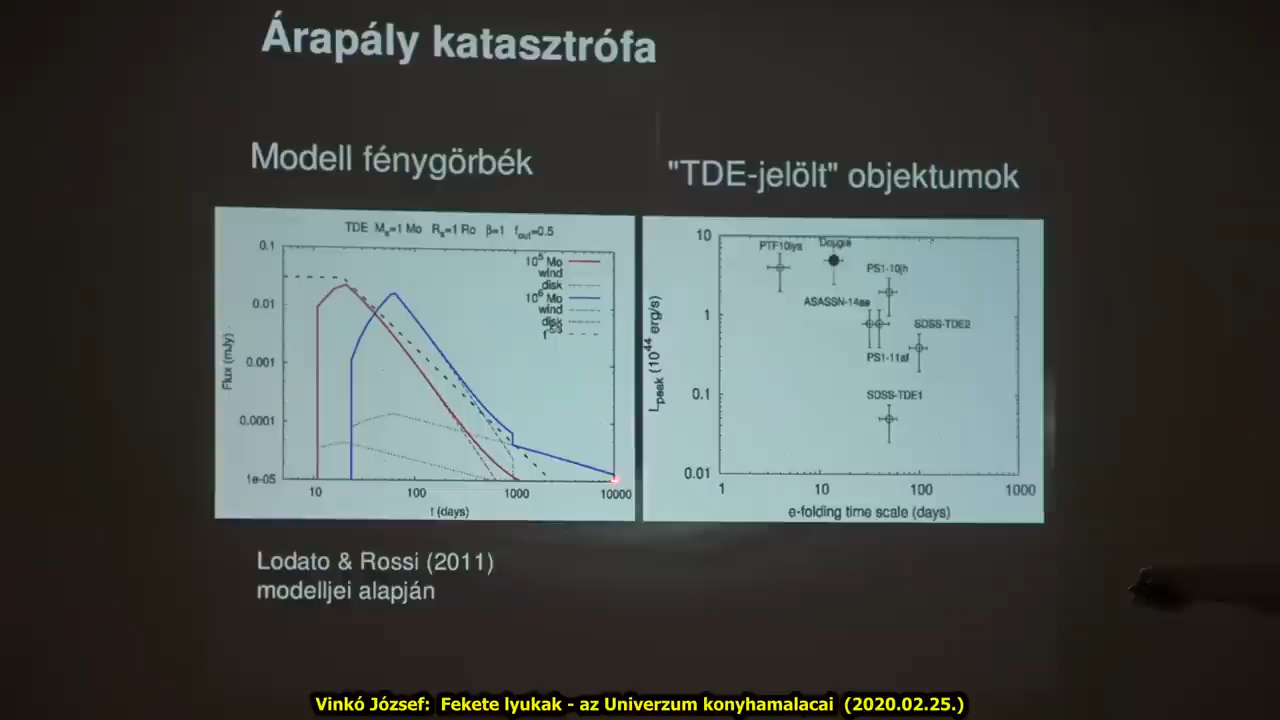 Árapály katasztrófa
Modell fénygörbék
"TDE-jelölt" objektumok
TDE M*=1 Mo R*=1 Ro β=1 fout=0.5
10^5 Mo
wind
disk
10^6 Mo
wind
disk
t^-5/3
0.1
0.01
0.001
0.0001
1e-05
Flux (mJy)
10 100 1000 10000
t (days)
10
1
0.1
0.01
Lpeak (10^44 erg/s)
PTF10iya
Dougie
PS1-10jh
ASASSN-14ae
SDSS-TDE2
PS1-11af
SDSS-TDE1
1 10 100 1000
e-folding time scale (days)
Lodato & Rossi (2011)
modelljei alapján
Vinkó József: Fekete lyukak - az Univerzum konyhamalacai (2020.02.25.)